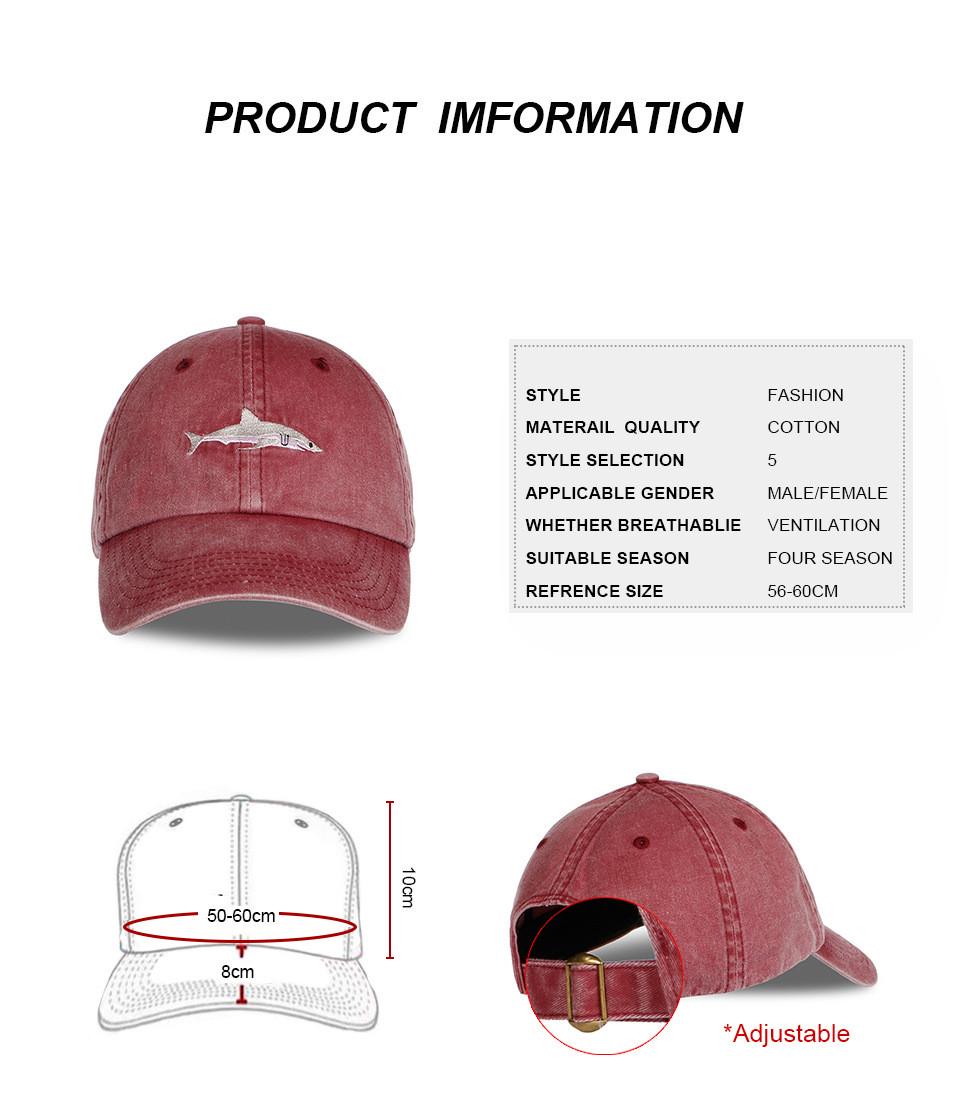 PRODUCT IMFORMATION
STYLE FASHION
MATERAIL QUALITY COTTON
STYLE SELECTION 5
APPLICABLE GENDER MALE/FEMALE
WHETHER BREATHABLIE VENTILATION
SUITABLE SEASON FOUR SEASON
REFRENCE SIZE 56-60CM
10cm
50-60cm
8cm
*Adjustable